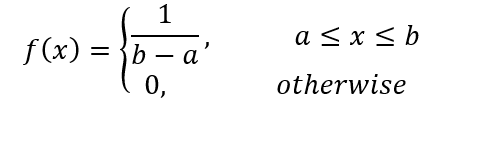 f(x) = { 1/(b − a), a ≤ x ≤ b
0, otherwise